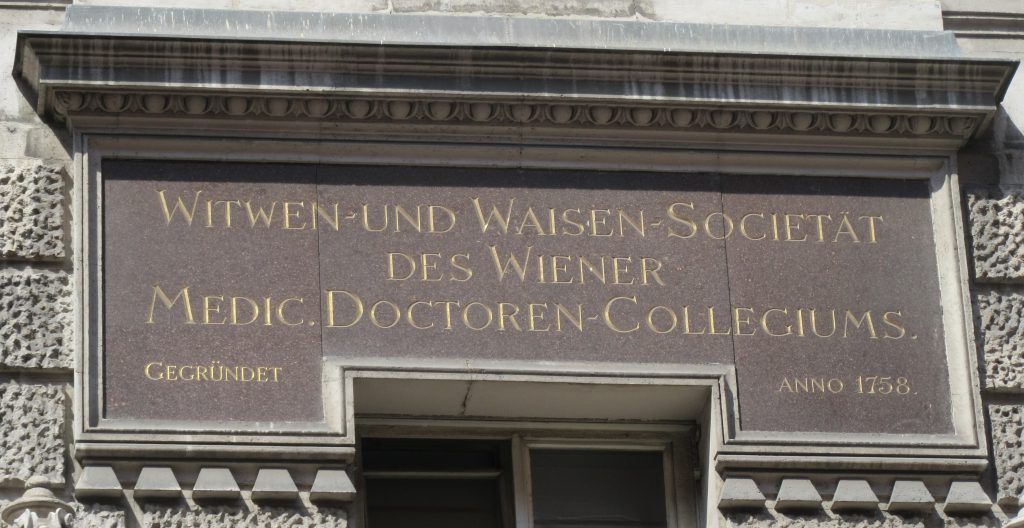 WITWEN-UND WAISEN-SOCIETÄT
DES WIENER
MEDIC. DOCTOREN-COLLEGIUMS.
GEGRÜNDET ANNO 1758.